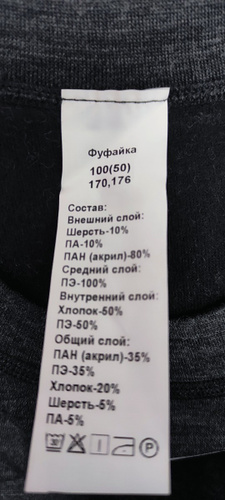 Фуфайка
100(50)
170,176
Состав:
Внешний слой:
Шерсть-10%
ПА-10%
ПАН (акрил)-80%
Средний слой:
ПЭ-100%
Внутренний слой:
Хлопок-50%
ПЭ-50%
Общий слой:
ПАН (акрил)-35%
ПЭ-35%
Хлопок-20%
Шерсть-5%
ПА-5%
30 P